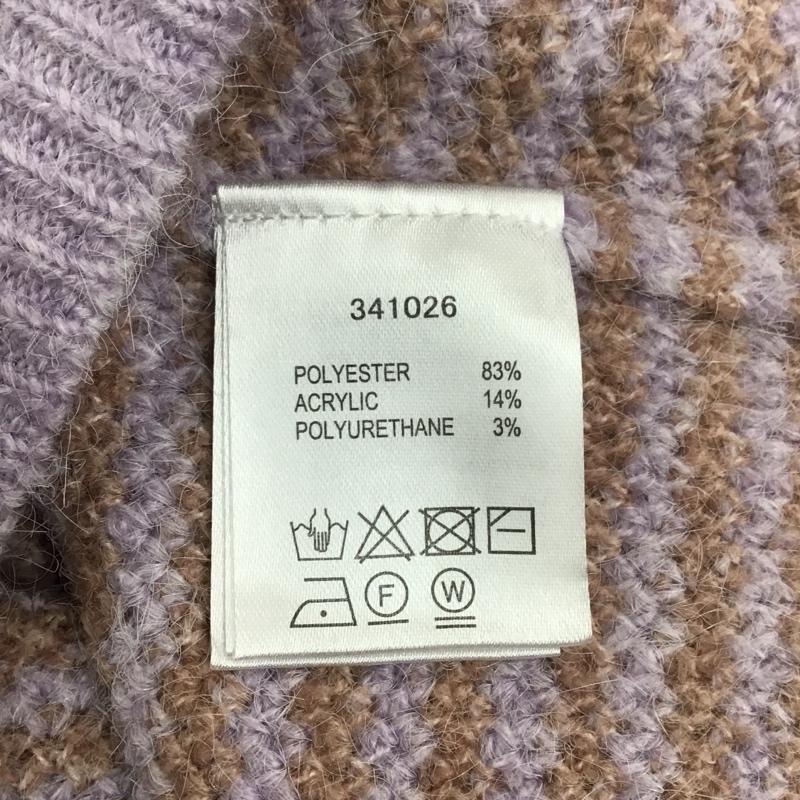 341026
POLYESTER 83%
ACRYLIC 14%
POLYURETHANE 3%
F W